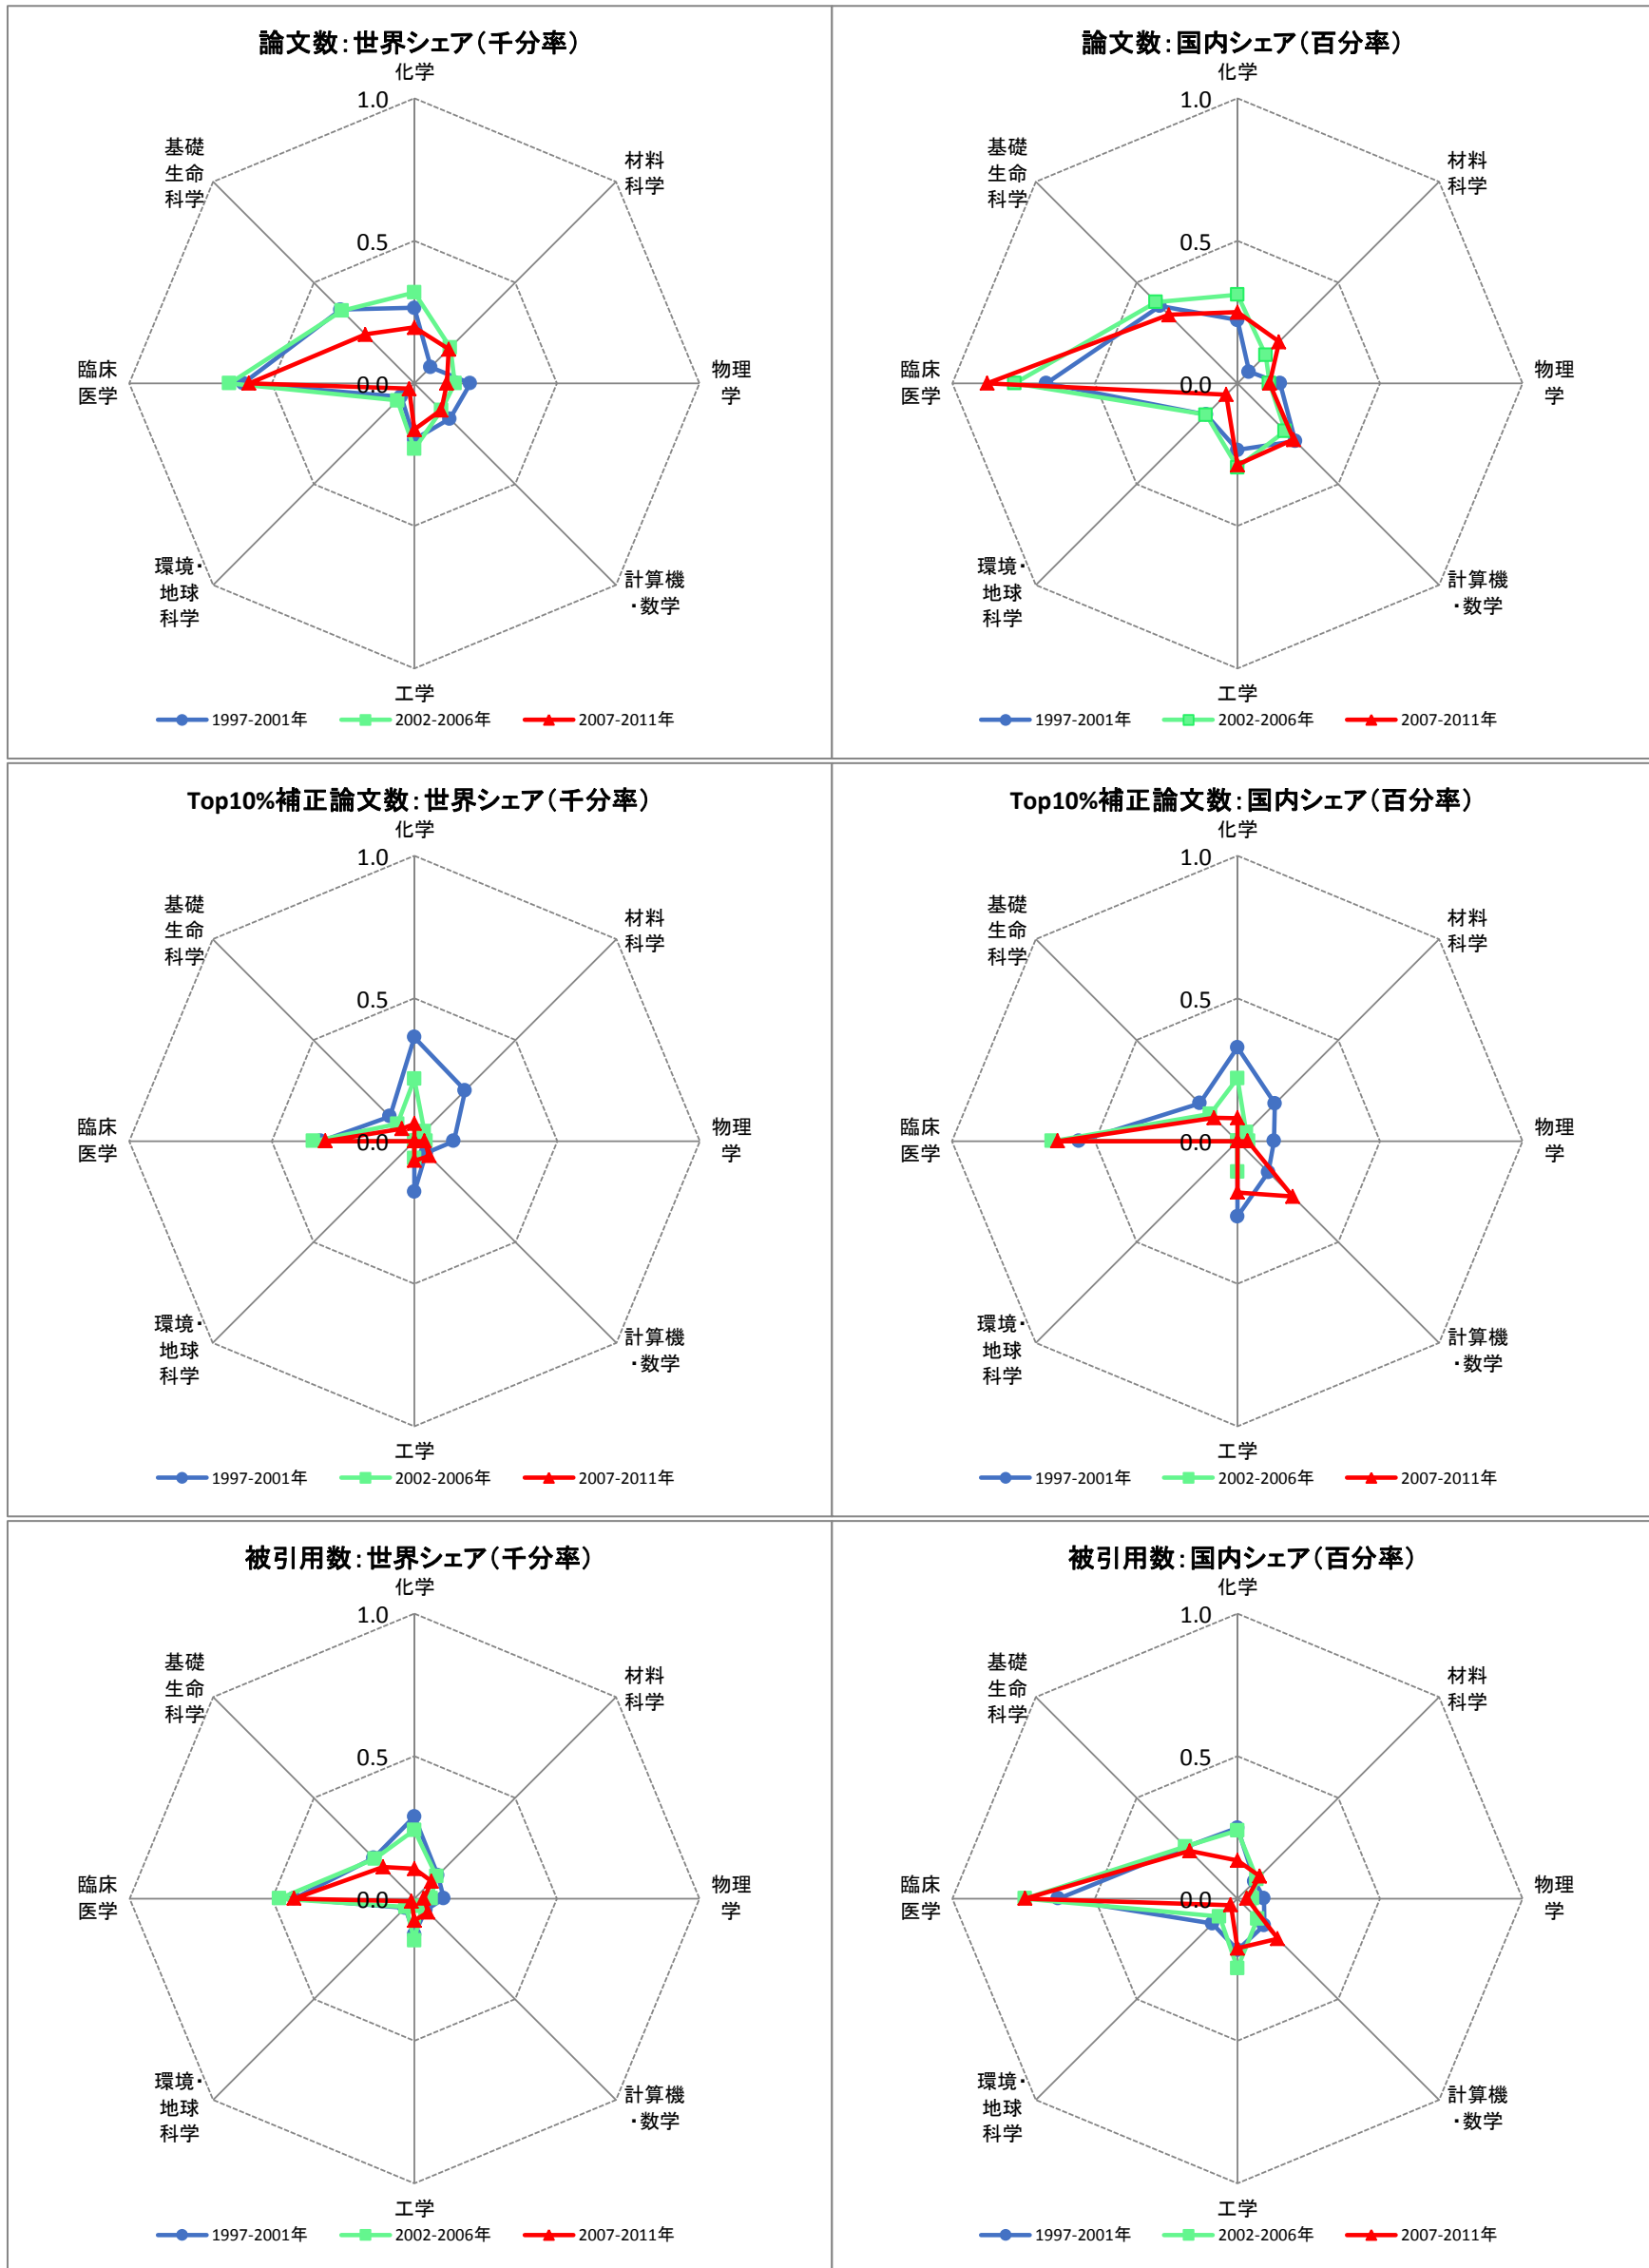 論文数：世界シェア（千分率）
化学
1.0
基礎
生命
科学
材料
科学
0.5
臨床
医学
0.0
物理
学
環境・
地球
科学
計算機
・数学
工学
1997-2001年 2002-2006年 2007-2011年
論文数：国内シェア（百分率）
化学
1.0
基礎
生命
科学
材料
科学
0.5
臨床
医学
0.0
物理
学
環境・
地球
科学
計算機
・数学
工学
1997-2001年 2002-2006年 2007-2011年
Top10%補正論文数：世界シェア（千分率）
化学
1.0
基礎
生命
科学
材料
科学
0.5
臨床
医学
0.0
物理
学
環境・
地球
科学
計算機
・数学
工学
1997-2001年 2002-2006年 2007-2011年
Top10%補正論文数：国内シェア（百分率）
化学
1.0
基礎
生命
科学
材料
科学
0.5
臨床
医学
0.0
物理
学
環境・
地球
科学
計算機
・数学
工学
1997-2001年 2002-2006年 2007-2011年
被引用数：世界シェア（千分率）
化学
1.0
基礎
生命
科学
材料
科学
0.5
臨床
医学
0.0
物理
学
環境・
地球
科学
計算機
・数学
工学
1997-2001年 2002-2006年 2007-2011年
被引用数：国内シェア（百分率）
化学
1.0
基礎
生命
科学
材料
科学
0.5
臨床
医学
0.0
物理
学
環境・
地球
科学
計算機
・数学
工学
1997-2001年 2002-2006年 2007-2011年